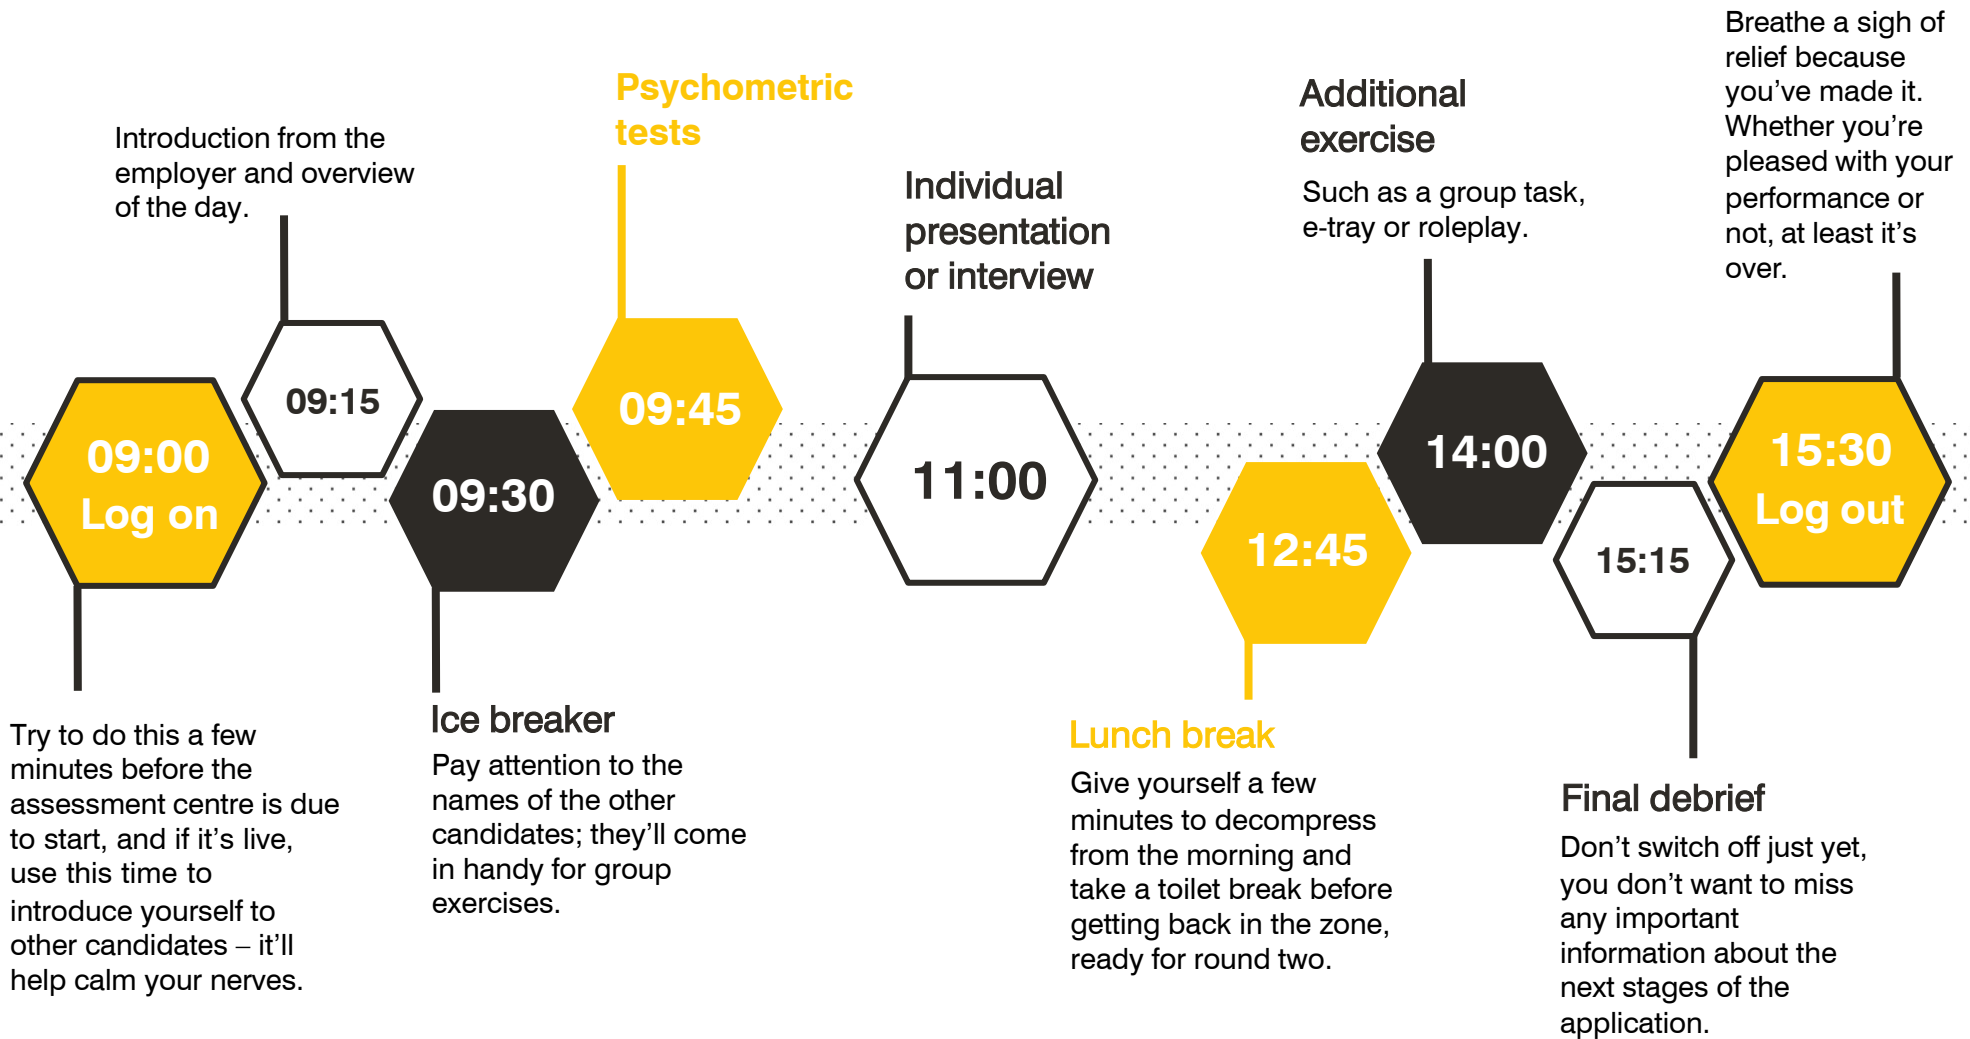 09:00
Log on
Try to do this a few
minutes before the
assessment centre is due
to start, and if it’s live,
use this time to
introduce yourself to
other candidates – it’ll
help calm your nerves.
Introduction from the
employer and overview
of the day.
09:15
09:30
Ice breaker
Pay attention to the
names of the other
candidates; they’ll come
in handy for group
exercises.
Psychometric
tests
09:45
Individual
presentation
or interview
11:00
12:45
Lunch break
Give yourself a few
minutes to decompress
from the morning and
take a toilet break before
getting back in the zone,
ready for round two.
Additional
exercise
Such as a group task,
e-tray or roleplay.
14:00
15:15
Final debrief
Don’t switch off just yet,
you don’t want to miss
any important
information about the
next stages of the
application.
Breathe a sigh of
relief because
you’ve made it.
Whether you’re
pleased with your
performance or
not, at least it’s
over.
15:30
Log out